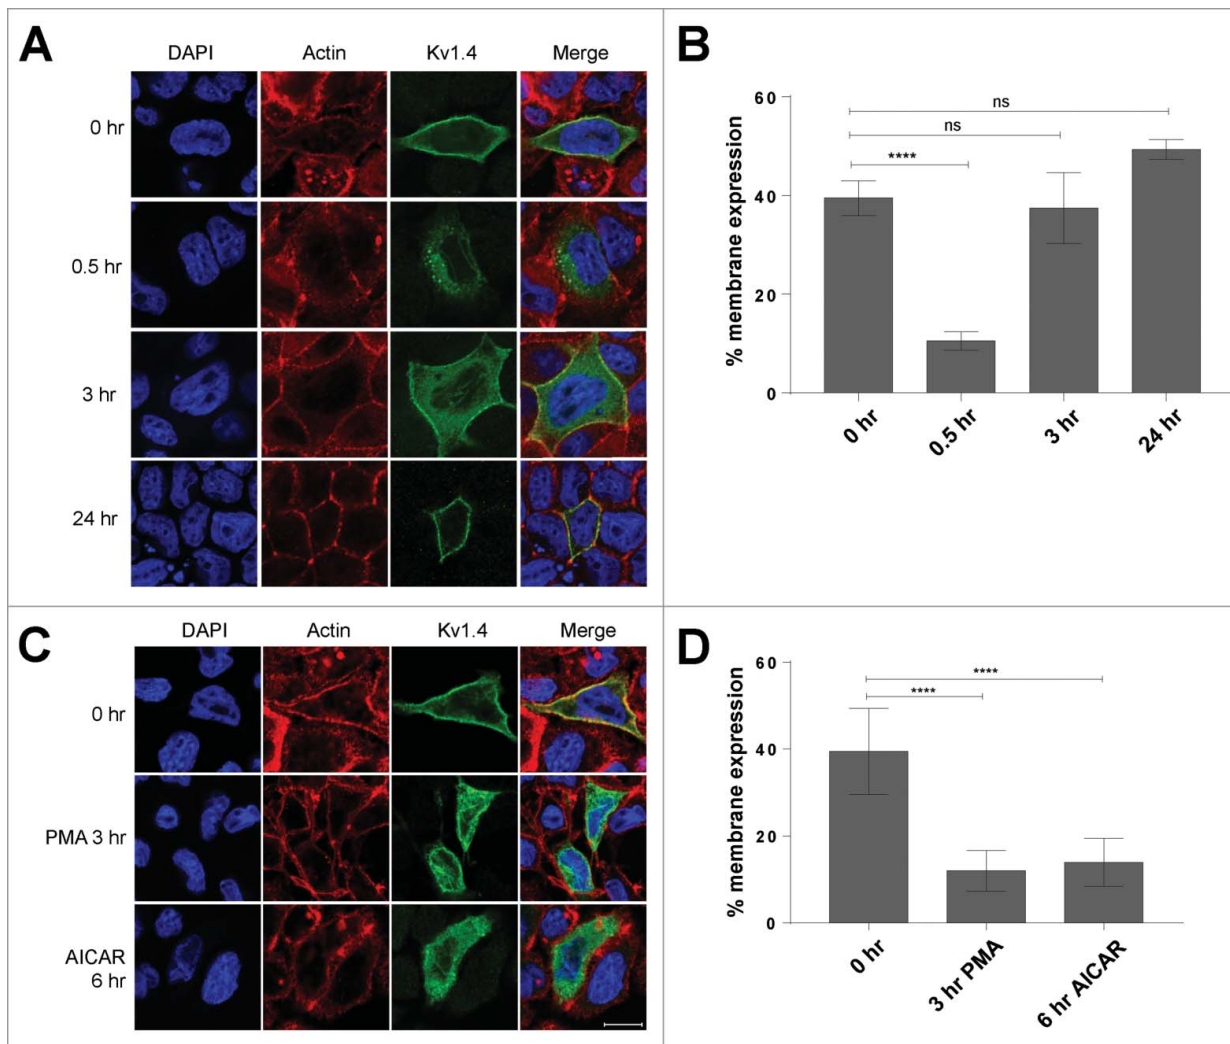 A
DAPI Actin Kv1.4 Merge
0 hr
0.5 hr
3 hr
24 hr
B
% membrane expression
60
40
20
0
ns
ns
****
0 hr 0.5 hr 3 hr 24 hr
C
DAPI Actin Kv1.4 Merge
0 hr
PMA 3 hr
AICAR
6 hr
D
% membrane expression
60
40
20
0
****
****
0 hr 3 hr PMA 6 hr AICAR